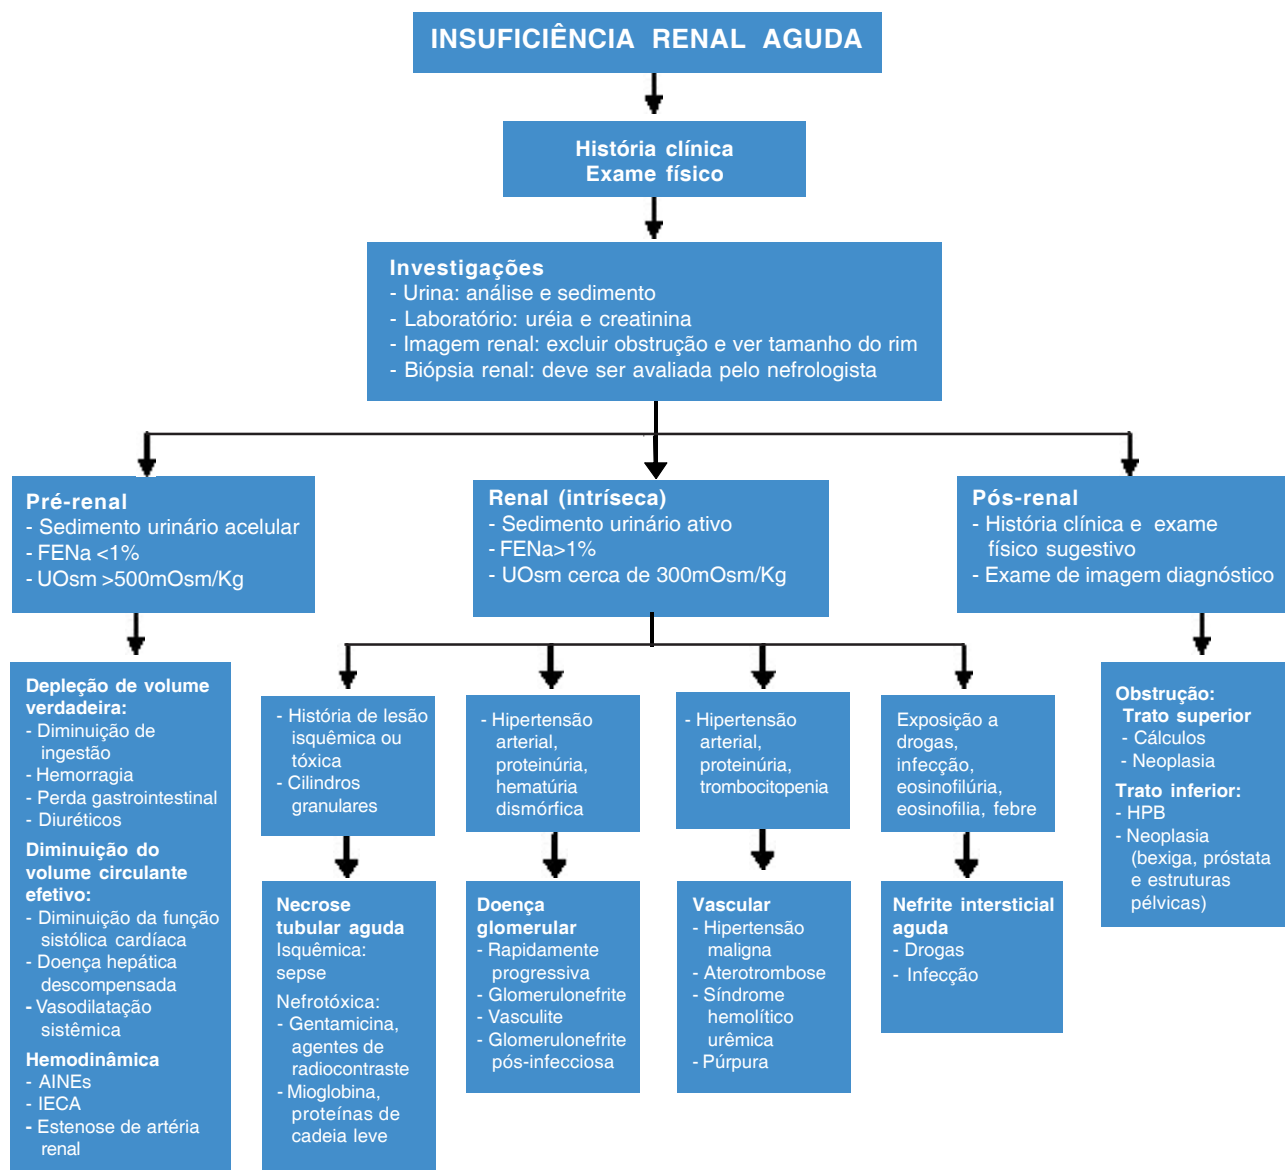 INSUFICIÊNCIA RENAL AGUDA
História clínica
Exame físico
Investigações
- Urina: análise e sedimento
- Laboratório: uréia e creatinina
- Imagem renal: excluir obstrução e ver tamanho do rim
- Biópsia renal: deve ser avaliada pelo nefrologista
Pré-renal
- Sedimento urinário acelular
- FENa <1%
- UOsm >500mOsm/Kg
Renal (intríseca)
- Sedimento urinário ativo
- FENa>1%
- UOsm cerca de 300mOsm/Kg
Pós-renal
- História clínica e exame
físico sugestivo
- Exame de imagem diagnóstico
Depleção de volume
verdadeira:
- Diminuição de
ingestão
- Hemorragia
- Perda gastrointestinal
- Diuréticos
Diminuição do
volume circulante
efetivo:
- Diminuição da função
sistólica cardíaca
- Doença hepática
descompensada
- Vasodilatação
sistêmica
Hemodinâmica
- AINEs
- IECA
- Estenose de artéria
renal
- História de lesão
isquêmica ou
tóxica
- Cilindros
granulares
Necrose
tubular aguda
Isquêmica:
sepse
Nefrotóxica:
- Gentamicina,
agentes de
radiocontraste
- Mioglobina,
proteínas de
cadeia leve
- Hipertensão
arterial,
proteinúria,
hematúria
dismórfica
Doença
glomerular
- Rapidamente
progressiva
- Glomerulonefrite
- Vasculite
- Glomerulonefrite
pós-infecciosa
- Hipertensão
arterial,
proteinúria,
trombocitopenia
Vascular
- Hipertensão
maligna
- Aterotrombose
- Síndrome
hemolítico
urêmica
- Púrpura
Exposição a
drogas,
infecção,
eosinofilúria,
eosinofilia, febre
Nefrite intersticial
aguda
- Drogas
- Infecção
Obstrução:
Trato superior
- Cálculos
- Neoplasia
Trato inferior:
- HPB
- Neoplasia
(bexiga, próstata
e estruturas
pélvicas)